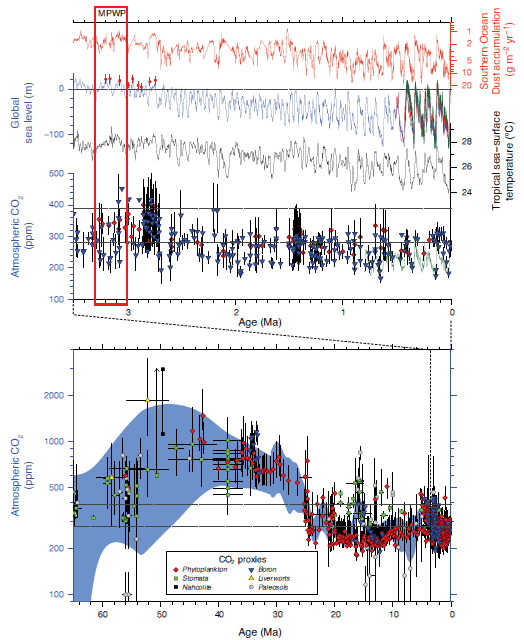 MPWP
1
2
5
10
20
Southern Ocean
Dust accumulation
(g m⁻² yr⁻¹)
0
−100
Global
sea level (m)
28
26
24
Tropical sea−surface
temperature (°C)
500
400
300
200
100
Atmospheric CO₂
(ppm)
3
2
1
0
Age (Ma)
2000
1000
500
200
100
Atmospheric CO₂
(ppm)
CO₂ proxies
Phytoplankton
Boron
Stomata
Liverworts
Nahcolite
Paleosols
60
50
40
30
20
10
0
Age (Ma)